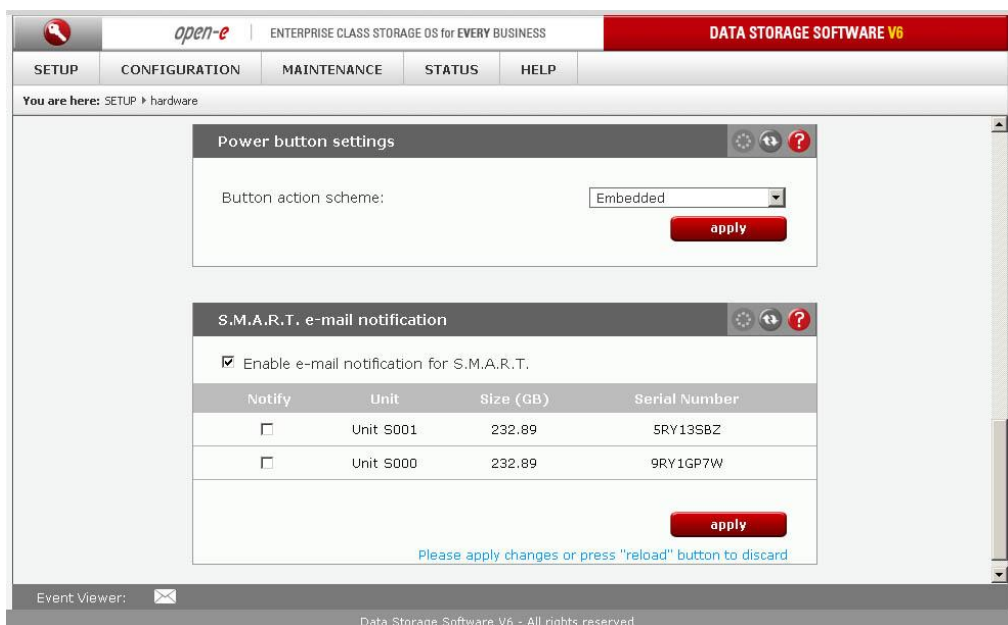 open-e ENTERPRISE CLASS STORAGE OS for EVERY BUSINESS DATA STORAGE SOFTWARE V6
SETUP CONFIGURATION MAINTENANCE STATUS HELP
You are here: SETUP hardware
Power button settings ?
Button action scheme: Embedded
apply
S.M.A.R.T. e-mail notification ?
Enable e-mail notification for S.M.A.R.T.
Notify Unit Size (GB) Serial Number
Unit S001 232.89 5RY13SBZ
Unit S000 232.89 9RY1GP7W
apply
Please apply changes or press "reload" button to discard
Event Viewer:
Data Storage Software V6 - All rights reserved